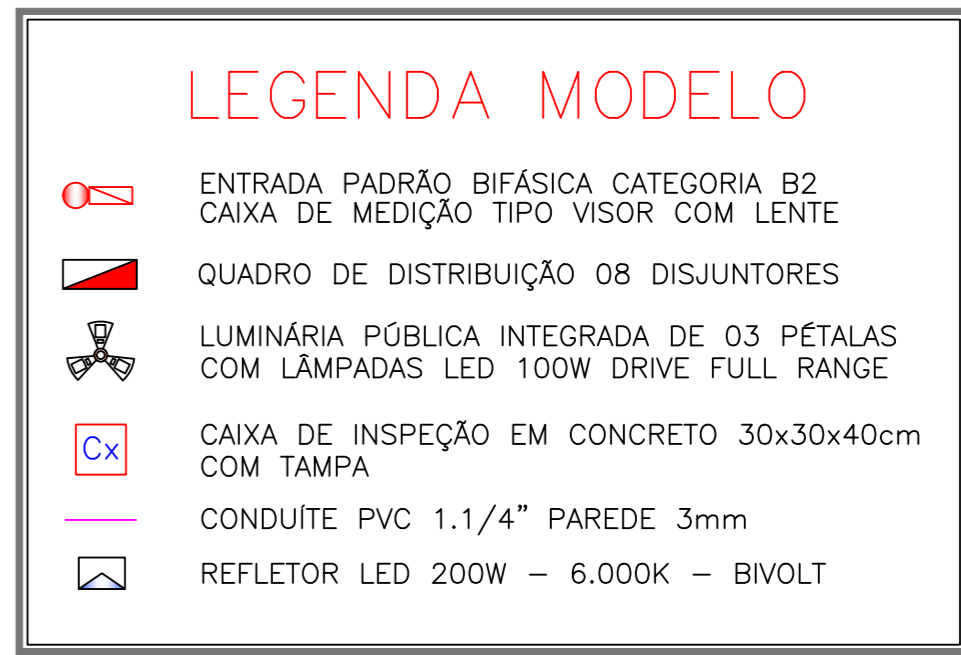 LEGENDA MODELO
ENTRADA PADRÃO BIFÁSICA CATEGORIA B2
CAIXA DE MEDIÇÃO TIPO VISOR COM LENTE
QUADRO DE DISTRIBUIÇÃO 08 DISJUNTORES
LUMINÁRIA PÚBLICA INTEGRADA DE 03 PÉTALAS
COM LÂMPADAS LED 100W DRIVE FULL RANGE
Cx
CAIXA DE INSPEÇÃO EM CONCRETO 30x30x40cm
COM TAMPA
CONDUÍTE PVC 1.1/4” PAREDE 3mm
REFLETOR LED 200W – 6.000K – BIVOLT